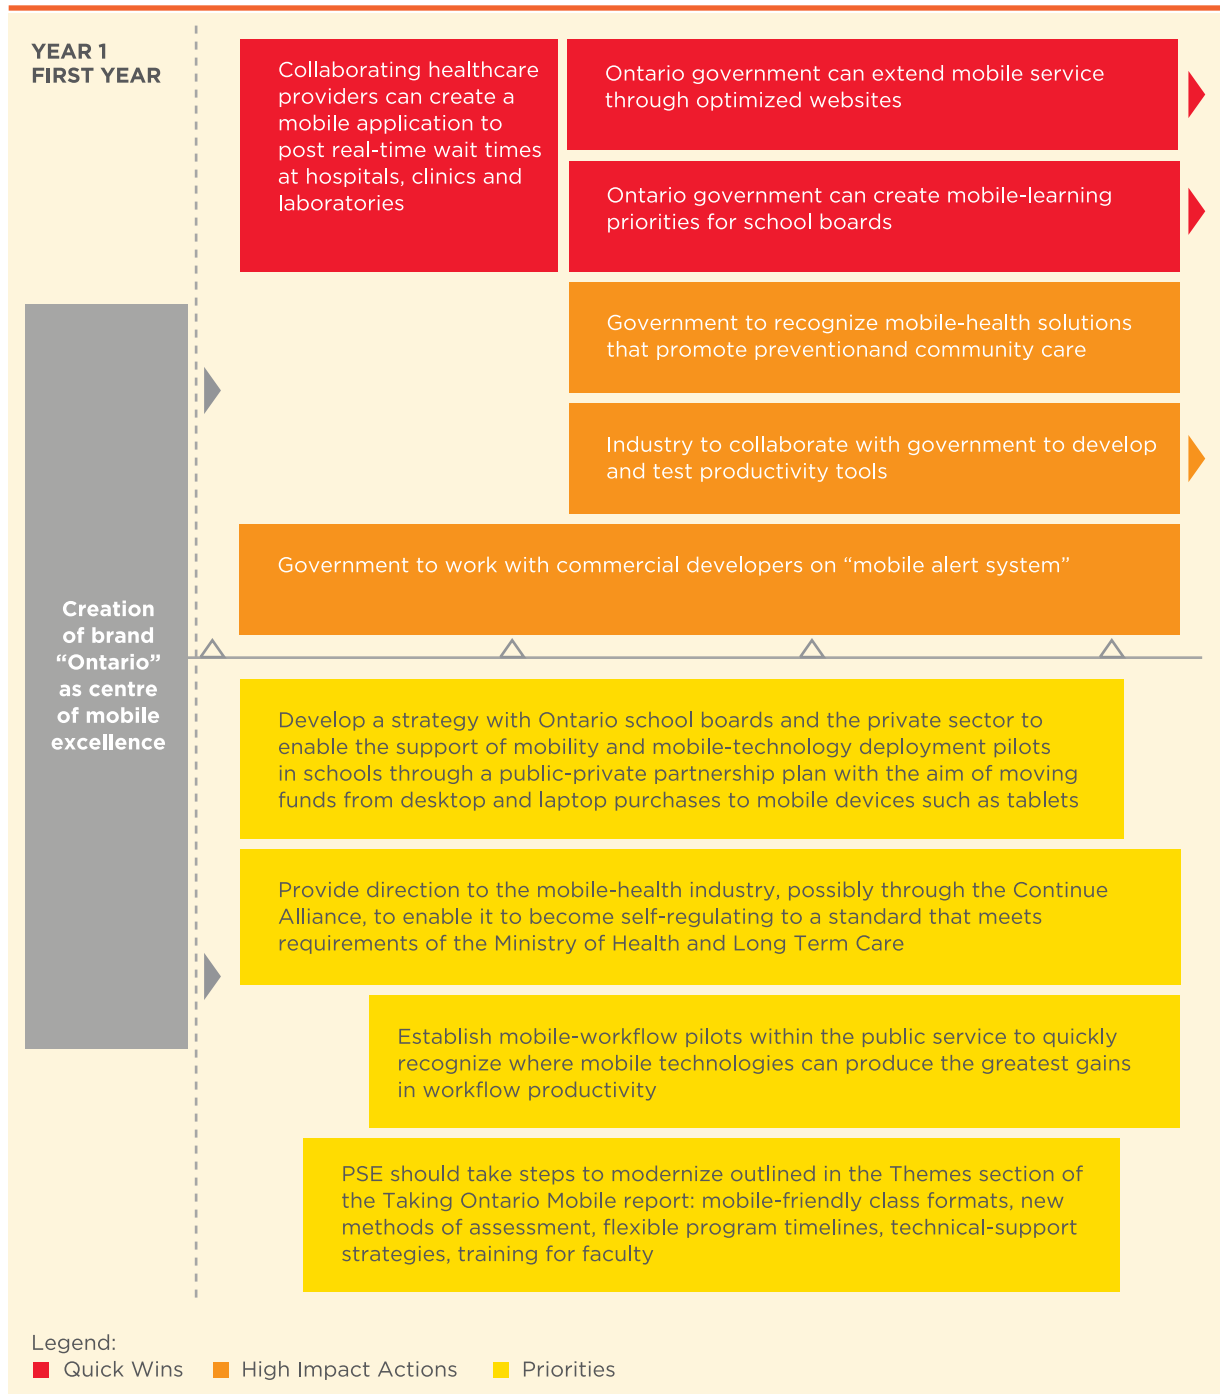 YEAR 1
FIRST YEAR
Collaborating healthcare
providers can create a
mobile application to
post real-time wait times
at hospitals, clinics and
laboratories
Ontario government can extend mobile service
through optimized websites
Ontario government can create mobile-learning
priorities for school boards
Government to recognize mobile-health solutions
that promote preventionand community care
Industry to collaborate with government to develop
and test productivity tools
Government to work with commercial developers on “mobile alert system”
Creation
of brand
“Ontario”
as centre
of mobile
excellence
Develop a strategy with Ontario school boards and the private sector to
enable the support of mobility and mobile-technology deployment pilots
in schools through a public-private partnership plan with the aim of moving
funds from desktop and laptop purchases to mobile devices such as tablets
Provide direction to the mobile-health industry, possibly through the Continue
Alliance, to enable it to become self-regulating to a standard that meets
requirements of the Ministry of Health and Long Term Care
Establish mobile-workflow pilots within the public service to quickly
recognize where mobile technologies can produce the greatest gains
in workflow productivity
PSE should take steps to modernize outlined in the Themes section of
the Taking Ontario Mobile report: mobile-friendly class formats, new
methods of assessment, flexible program timelines, technical-support
strategies, training for faculty
Legend:
Quick Wins
High Impact Actions
Priorities